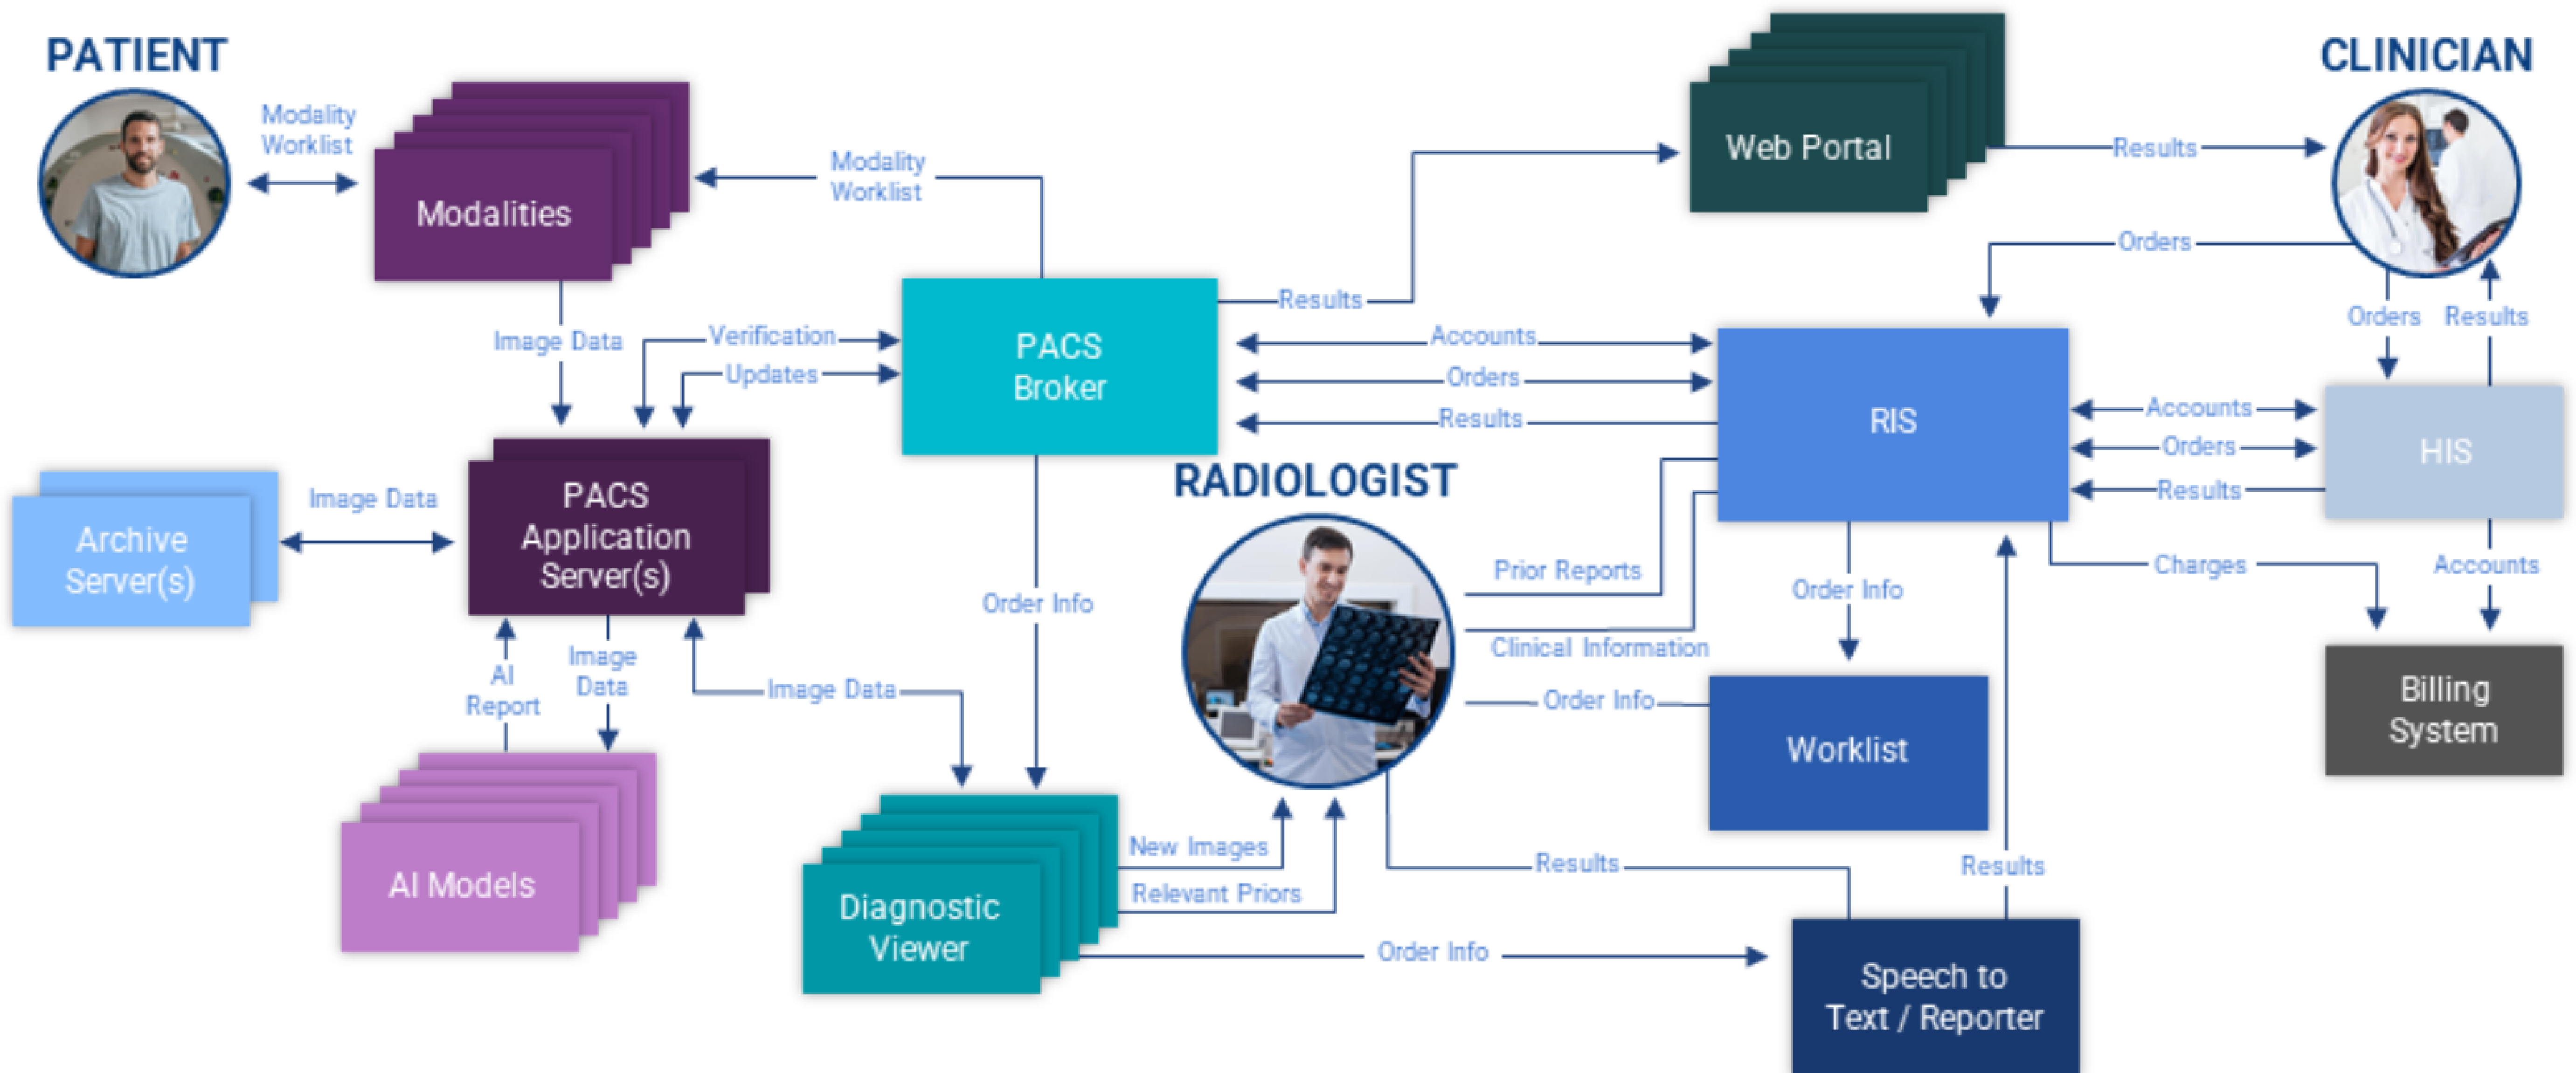 PATIENT
CLINICIAN
Modality
Worklist
Modalities
Modality
Worklist
Web Portal
Results
Orders
Results
Orders
Results
Image Data
Verification
Updates
PACS
Broker
Accounts
Orders
Results
RIS
Accounts
Orders
Results
HIS
RADIOLOGIST
Archive
Server(s)
Image Data
PACS
Application
Server(s)
Order Info
Prior Reports
Clinical Information
Order Info
Order Info
Charges
Accounts
AI
Report
Image
Data
Image Data
Worklist
Billing
System
AI Models
Diagnostic
Viewer
New Images
Relevant Priors
Results
Results
Order Info
Speech to
Text / Reporter